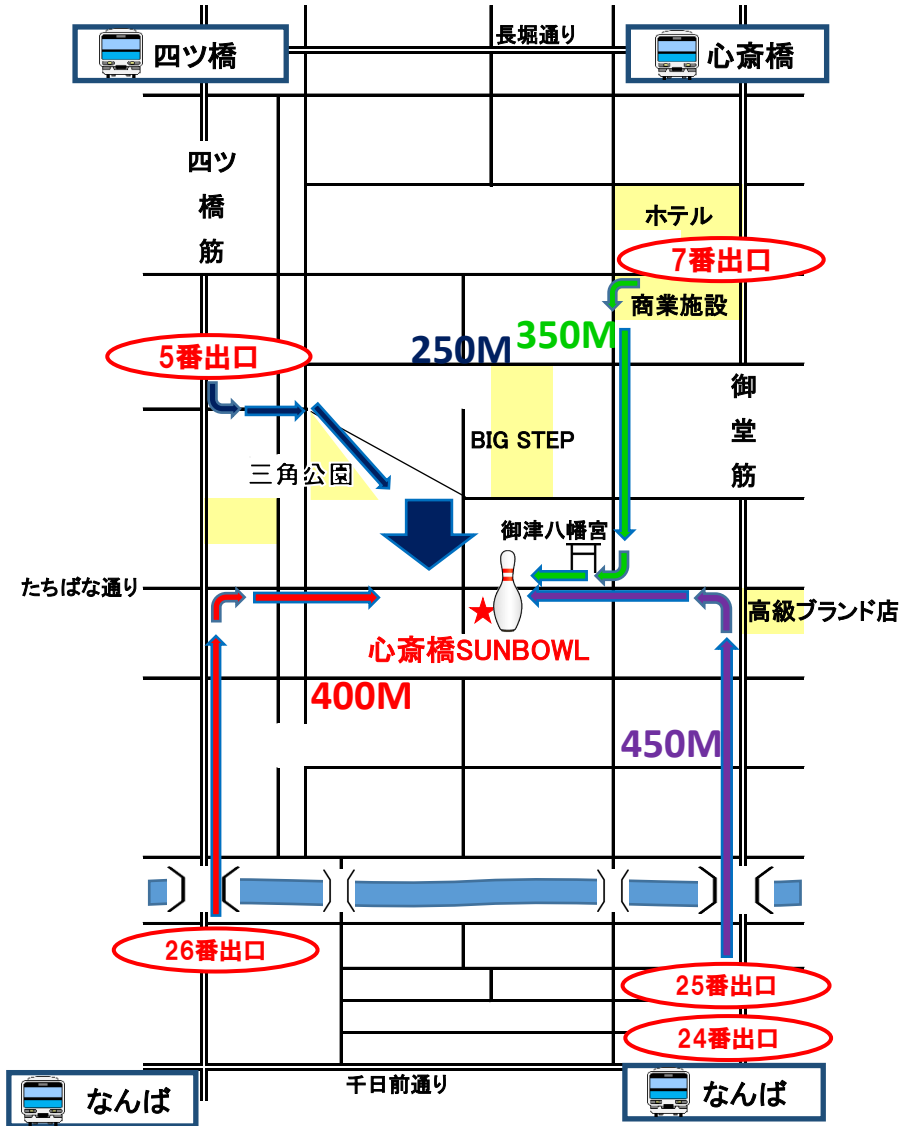 長堀通り
四ツ橋
心斎橋
四ツ
橋
筋
ホテル
7番出口
商業施設
350M
250M
5番出口
御
堂
筋
BIG STEP
三角公園
御津八幡宮
たちばな通り
高級ブランド店
心斎橋SUNBOWL
400M
450M
26番出口
25番出口
24番出口
千日前通り
なんば
なんば